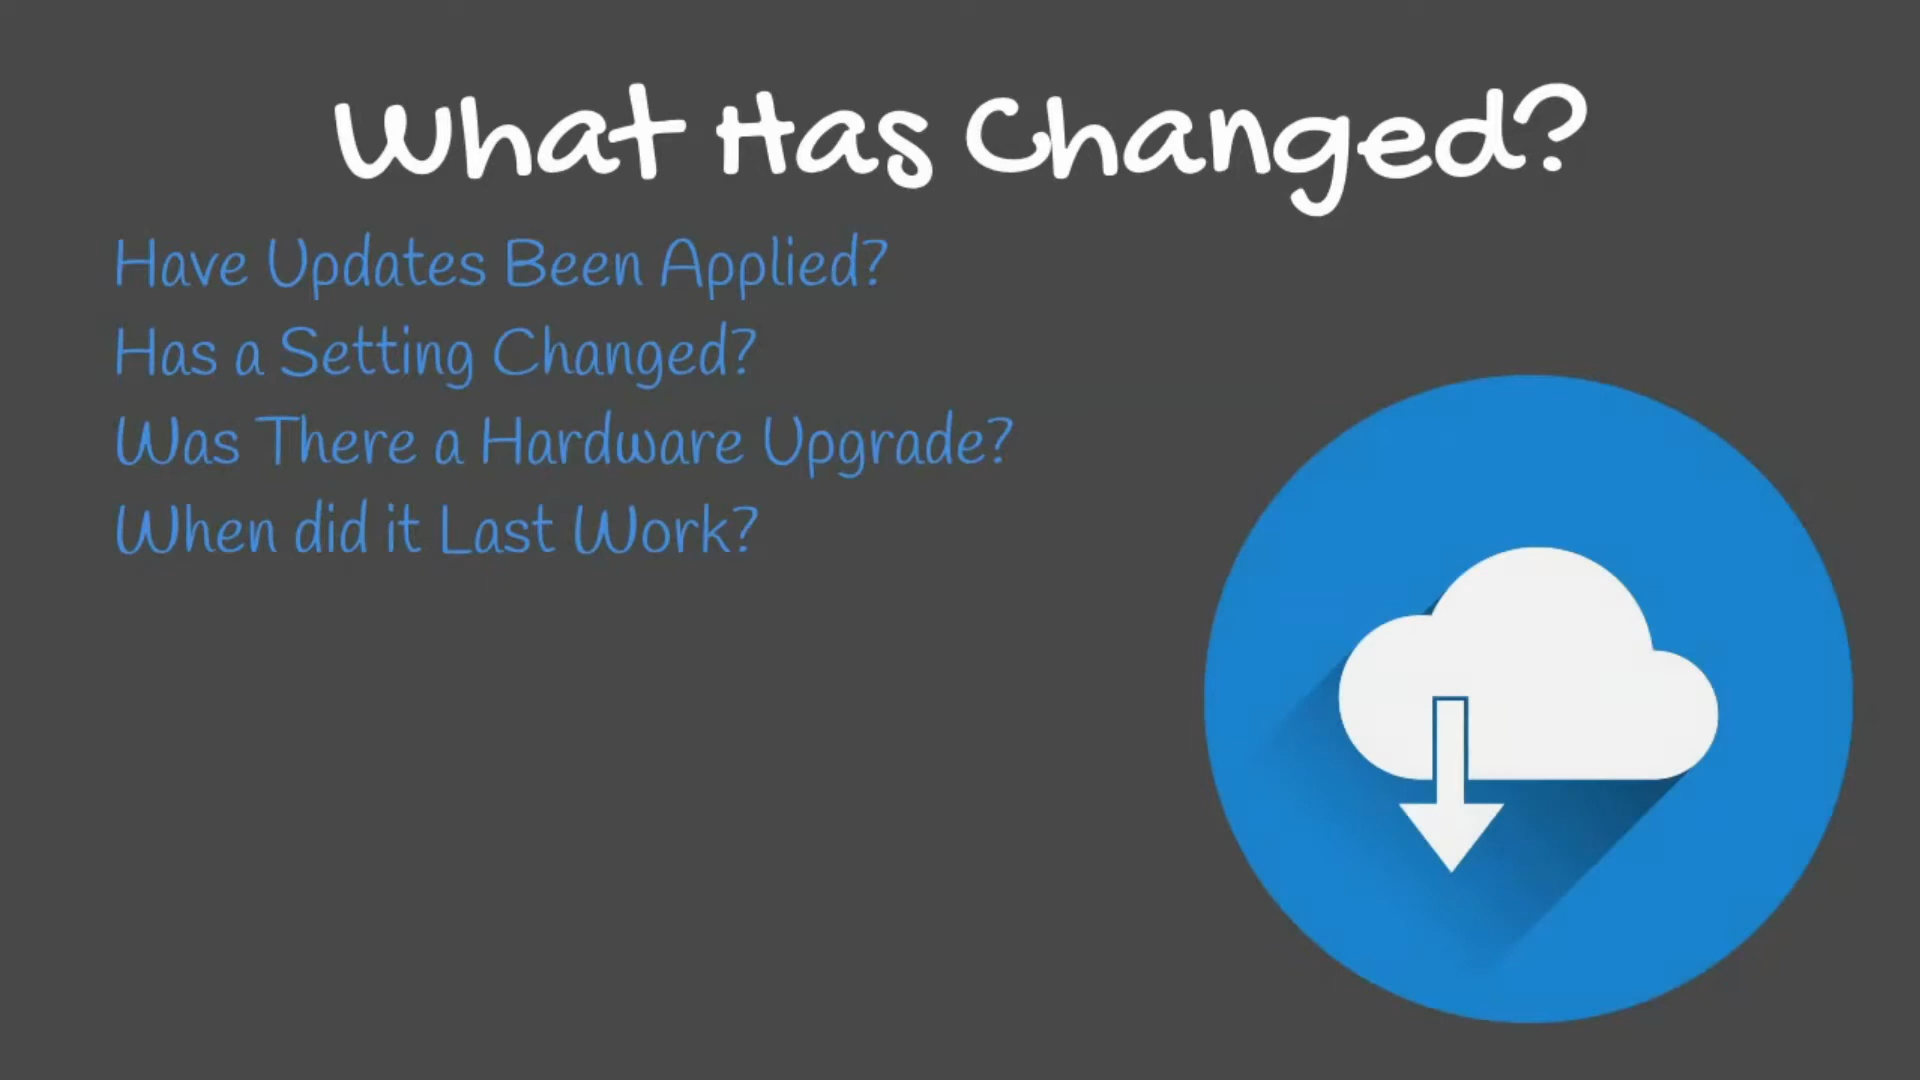 What Has Changed?
Have Updates Been Applied?
Has a Setting Changed?
Was There a Hardware Upgrade?
When did it Last Work?